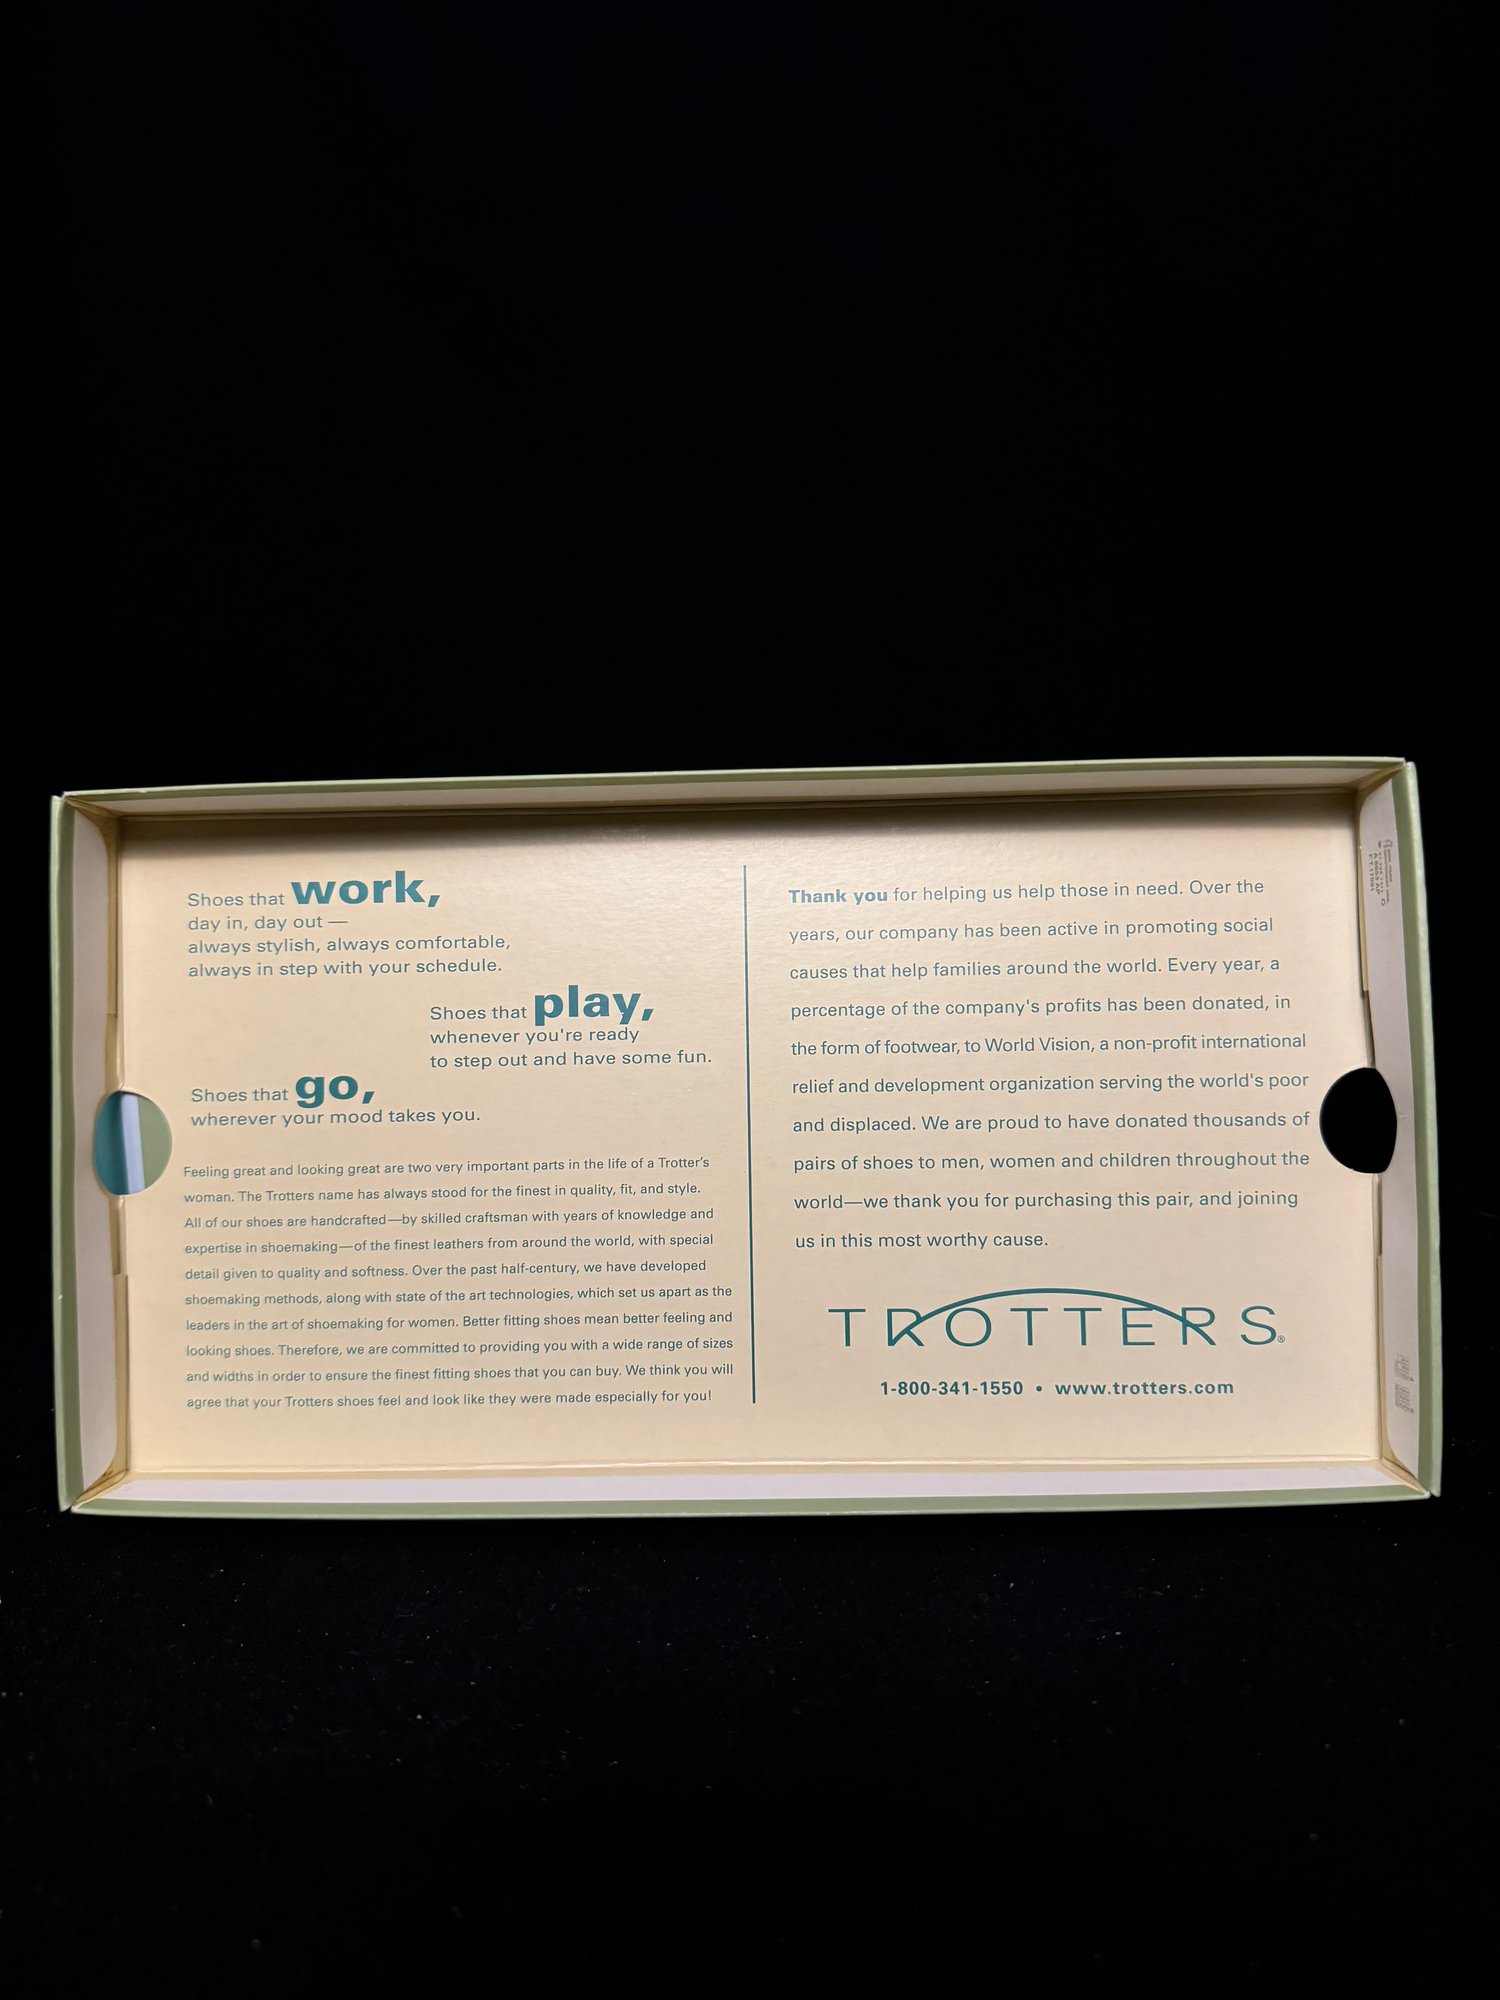 Shoes that work,
day in, day out —
always stylish, always comfortable,
always in step with your schedule.
Shoes that play,
whenever you're ready
to step out and have some fun.
Shoes that go,
wherever your mood takes you.
Feeling great and looking great are two very important parts in the life of a Trotter's
woman. The Trotters name has always stood for the finest in quality, fit, and style.
All of our shoes are handcrafted—by skilled craftsman with years of knowledge and
expertise in shoemaking—of the finest leathers from around the world, with special
detail given to quality and softness. Over the past half-century, we have developed
shoemaking methods, along with state of the art technologies, which set us apart as the
leaders in the art of shoemaking for women. Better fitting shoes mean better feeling and
looking shoes. Therefore, we are committed to providing you with a wide range of sizes
and widths in order to ensure the finest fitting shoes that you can buy. We think you will
agree that your Trotters shoes feel and look like they were made especially for you!
Thank you for helping us help those in need. Over the
years, our company has been active in promoting social
causes that help families around the world. Every year, a
percentage of the company's profits has been donated, in
the form of footwear, to World Vision, a non-profit international
relief and development organization serving the world's poor
and displaced. We are proud to have donated thousands of
pairs of shoes to men, women and children throughout the
world—we thank you for purchasing this pair, and joining
us in this most worthy cause.
TROTTERS®
1-800-341-1550 • www.trotters.com